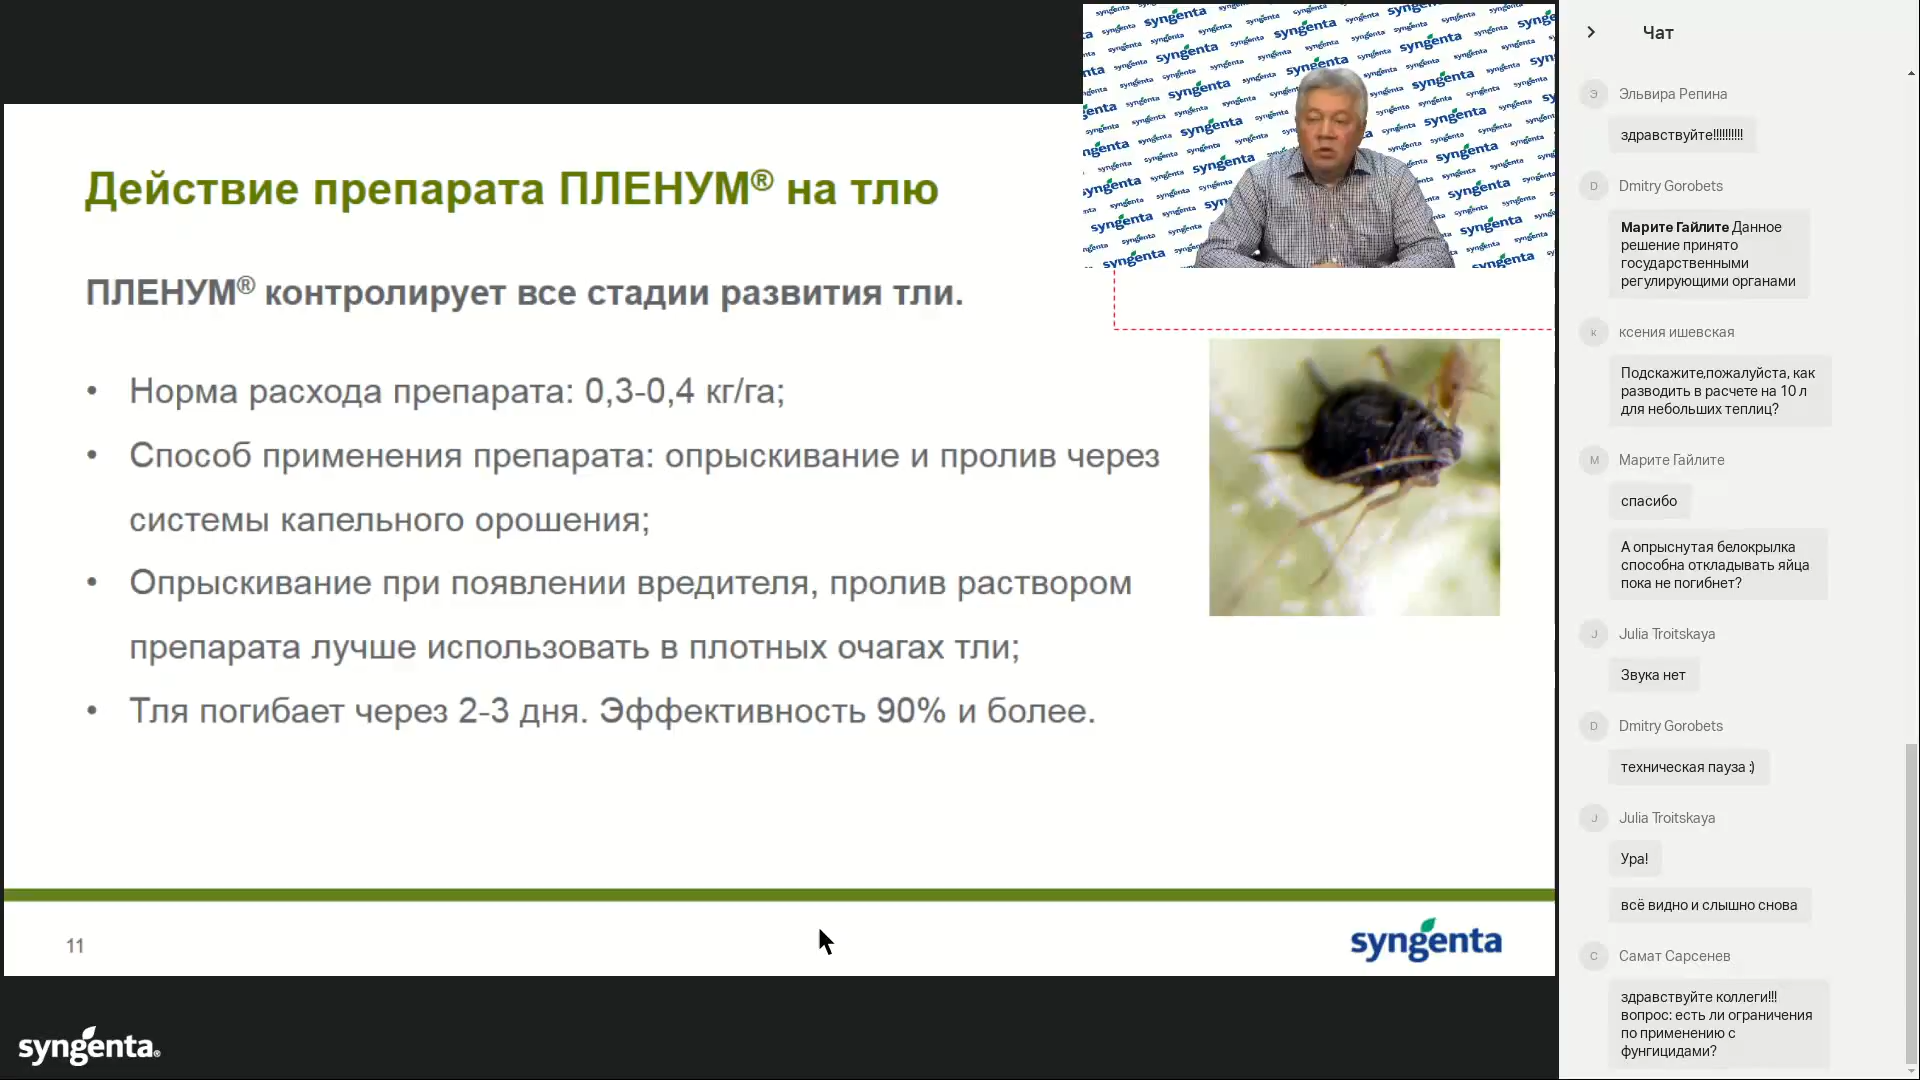 Действие препарата ПЛЕНУМ® на тлю
ПЛЕНУМ® контролирует все стадии развития тли.
• Норма расхода препарата: 0,3-0,4 кг/га;
• Способ применения препарата: опрыскивание и пролив через
системы капельного орошения;
• Опрыскивание при появлении вредителя, пролив раствором
препарата лучше использовать в плотных очагах тли;
• Тля погибает через 2-3 дня. Эффективность 90% и более.
11
syngenta
syngenta®
syngenta
Чат
Э Эльвира Репина
здравствуйте!!!!!!!!!!
D Dmitry Gorobets
Марите Гайлите Данное
решение принято
государственными
регулирующими органами
к ксения ишевская
Подскажите,пожалуйста, как
разводить в расчете на 10 л
для небольших теплиц?
М Марите Гайлите
спасибо
А опрыснутая белокрылка
способна откладывать яйца
пока не погибнет?
J Julia Troitskaya
Звука нет
D Dmitry Gorobets
техническая пауза :)
J Julia Troitskaya
Ура!
всё видно и слышно снова
С Самат Сарсенев
здравствуйте коллеги!!!
вопрос: есть ли ограничения
по применению с
фунгицидами?